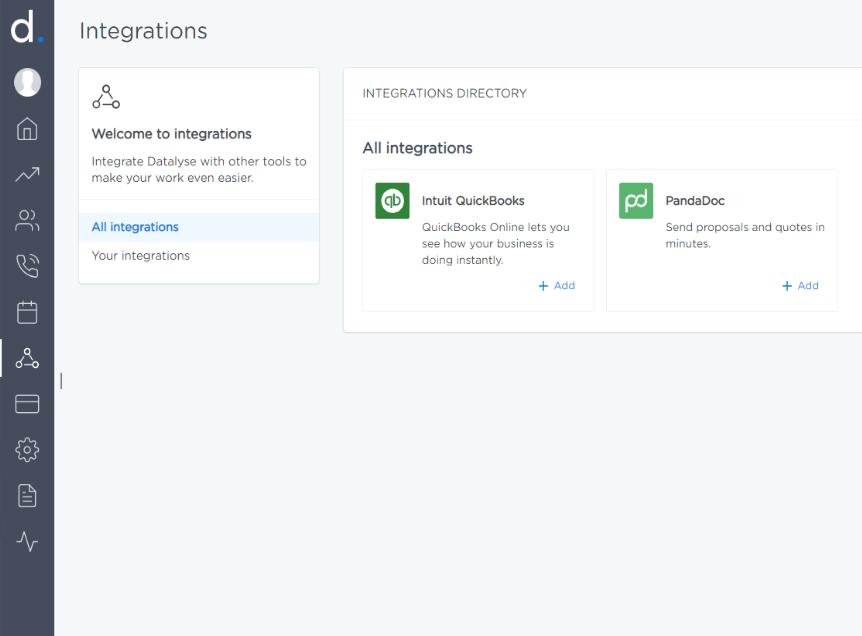 d.
Integrations
Welcome to integrations
Integrate Datalyse with other tools to
make your work even easier.
All integrations
Your integrations
INTEGRATIONS DIRECTORY
All integrations
qb
Intuit QuickBooks
QuickBooks Online lets you
see how your business is
doing instantly.
+ Add
pd
PandaDoc
Send proposals and quotes in
minutes.
+ Add